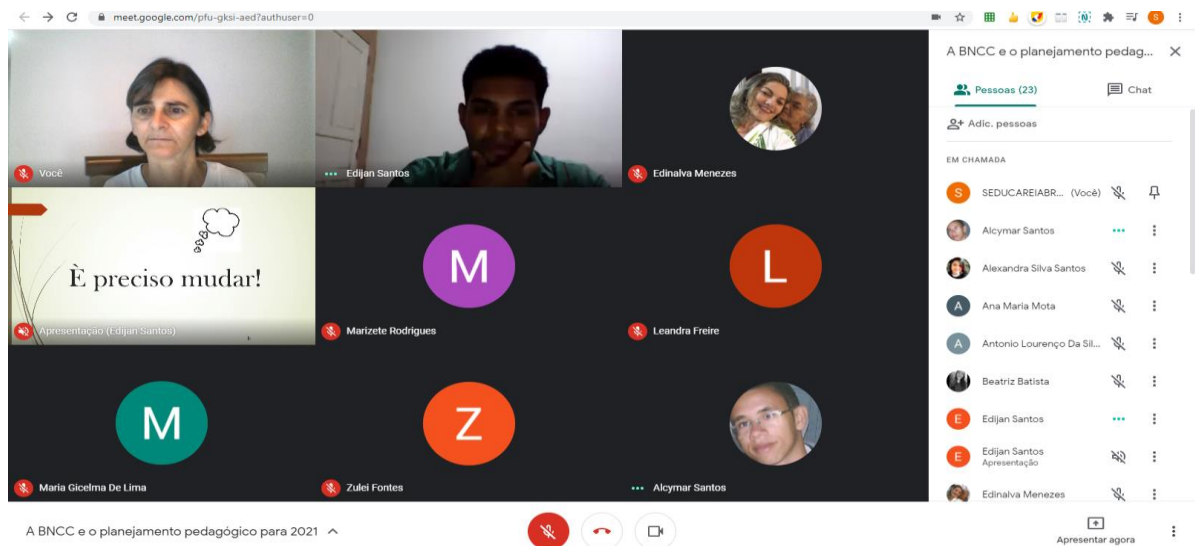 meet.google.com/pfu-gksi-aed?authuser=0
S
A BNCC e o planejamento pedag...
Pessoas (23)
Chat
Adic. pessoas
EM CHAMADA
S SEDUCAREIABR... (Você)
Alcymar Santos
Alexandra Silva Santos
A Ana Maria Mota
A Antonio Lourenço Da Sil...
Beatriz Batista
E Edijan Santos
E Edijan Santos
Apresentação
Edinalva Menezes
Você
Edijan Santos
Edinalva Menezes
È preciso mudar!
Apresentação (Edijan Santos)
M
Marizete Rodrigues
L
Leandra Freire
M
Maria Gicelma De Lima
Z
Zulei Fontes
Alcymar Santos
A BNCC e o planejamento pedagógico para 2021
Apresentar agora